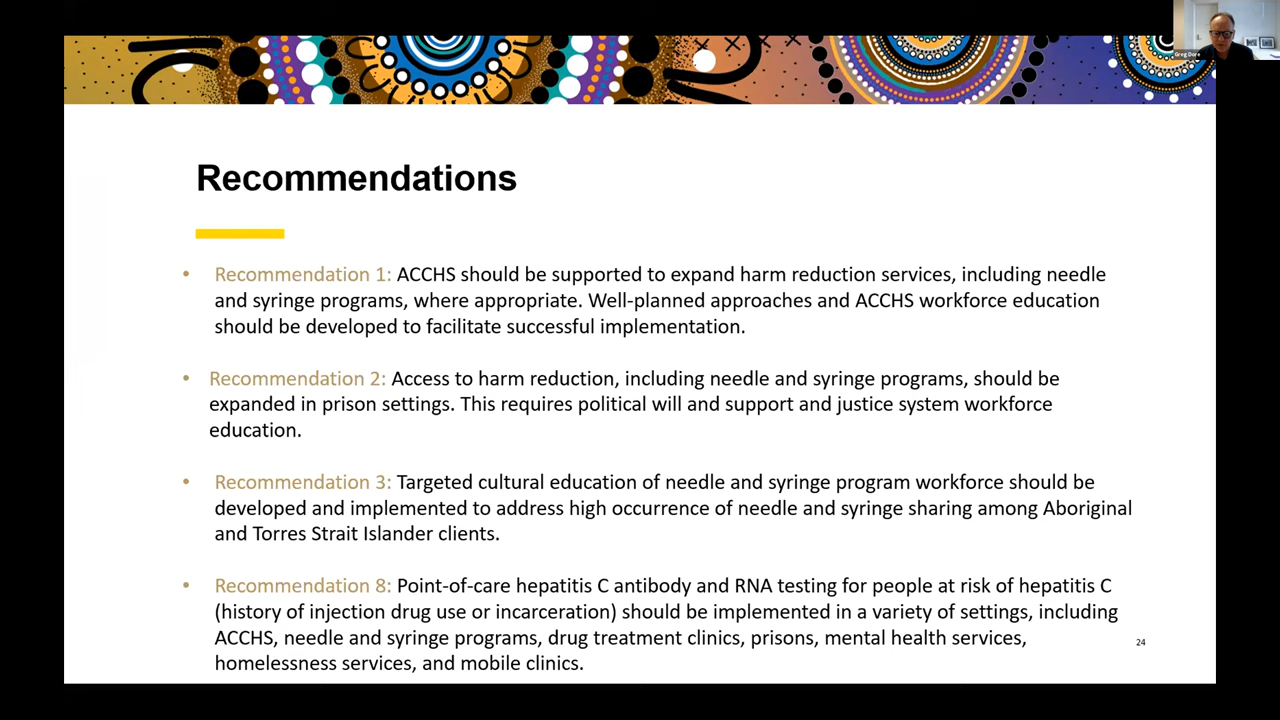 Greg Dore
Recommendations
• Recommendation 1: ACCHS should be supported to expand harm reduction services, including needle
and syringe programs, where appropriate. Well-planned approaches and ACCHS workforce education
should be developed to facilitate successful implementation.
• Recommendation 2: Access to harm reduction, including needle and syringe programs, should be
expanded in prison settings. This requires political will and support and justice system workforce
education.
• Recommendation 3: Targeted cultural education of needle and syringe program workforce should be
developed and implemented to address high occurrence of needle and syringe sharing among Aboriginal
and Torres Strait Islander clients.
• Recommendation 8: Point-of-care hepatitis C antibody and RNA testing for people at risk of hepatitis C
(history of injection drug use or incarceration) should be implemented in a variety of settings, including
ACCHS, needle and syringe programs, drug treatment clinics, prisons, mental health services,
homelessness services, and mobile clinics.
24